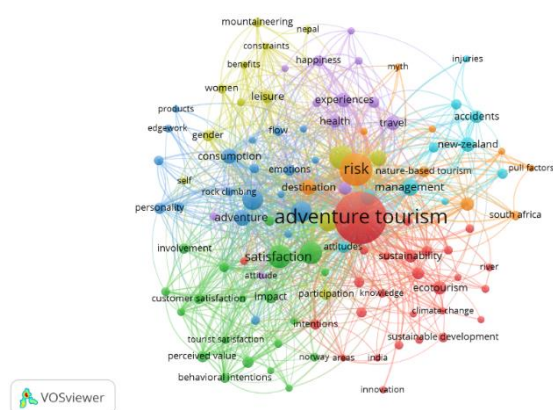 mountaineering
nepal
constraints
benefits
happiness
myth
injuries
women
leisure
experiences
products
health
travel
accidents
edgework
gender
flow
new-zealand
consumption
emotions
risk
nature-based tourism
pull factors
self
rock climbing
destination
management
personality
adventure
adventure tourism
south africa
involvement
satisfaction
attitudes
sustainability
attitude
river
customer satisfaction
impact
participation
knowledge
ecotourism
climate change
intentions
tourist satisfaction
sustainable development
perceived value
norway
areas
india
behavioral intentions
innovation
VOSviewer